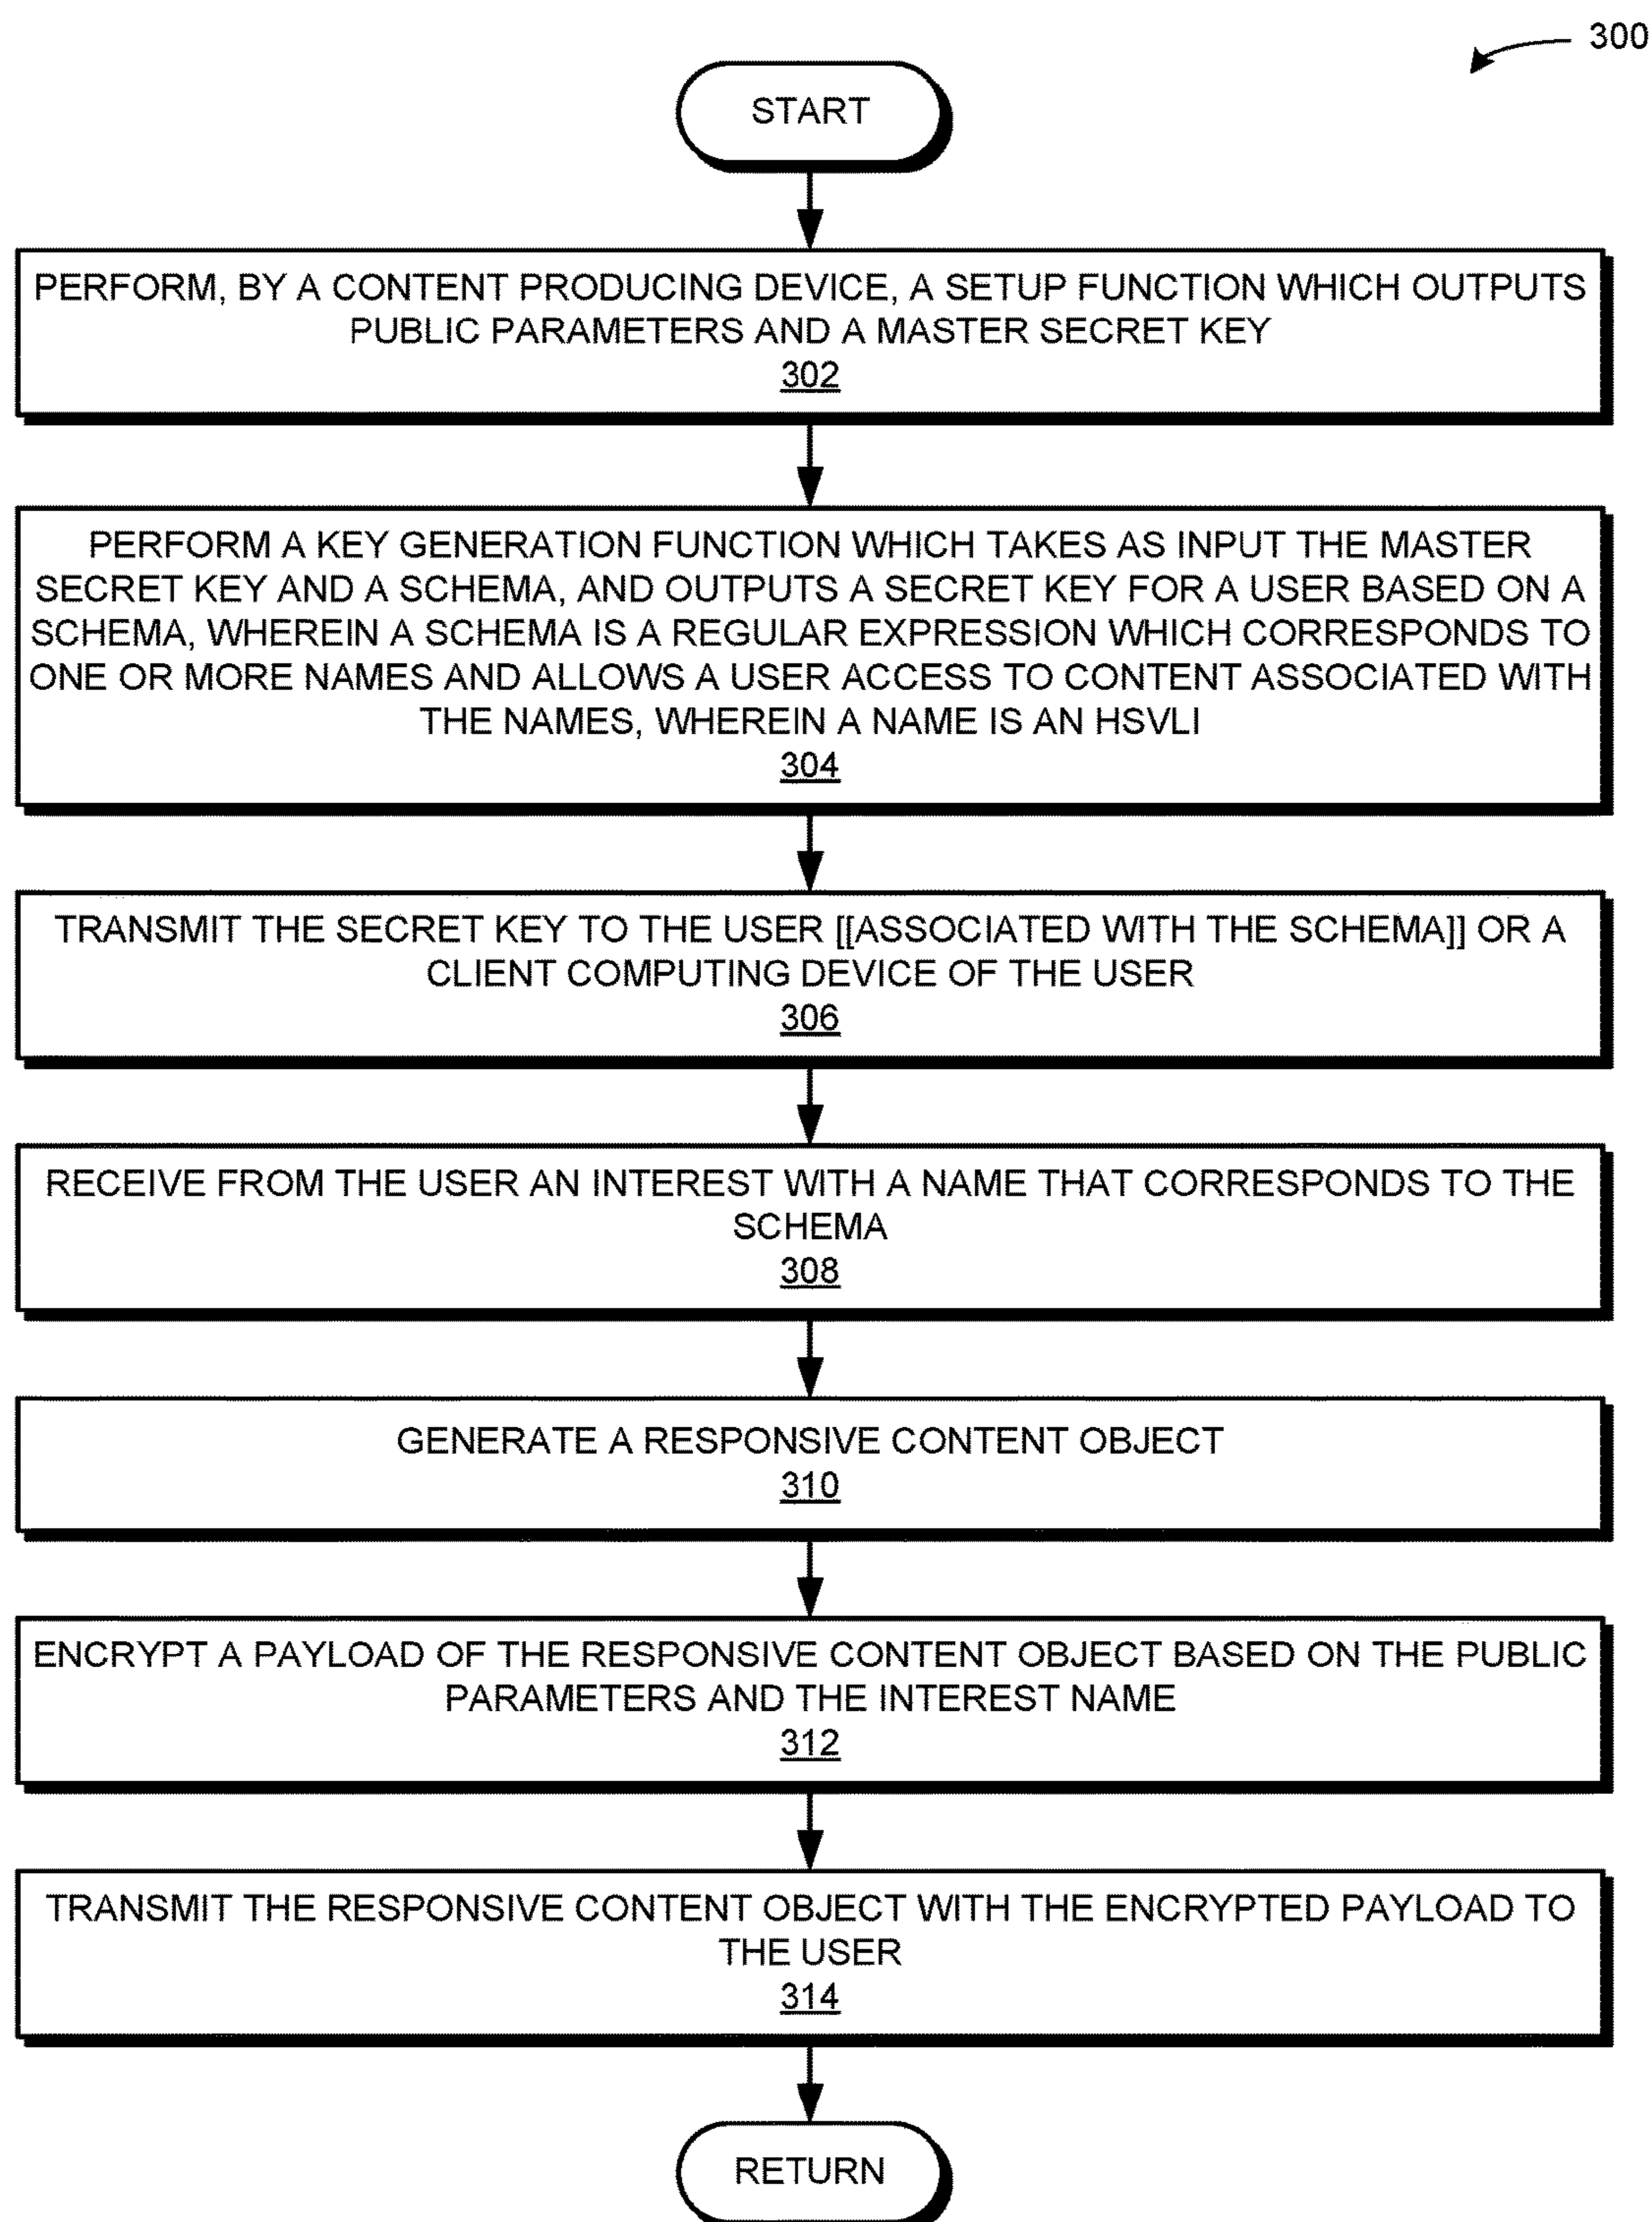 300
START
PERFORM, BY A CONTENT PRODUCING DEVICE, A SETUP FUNCTION WHICH OUTPUTS
PUBLIC PARAMETERS AND A MASTER SECRET KEY
302
PERFORM A KEY GENERATION FUNCTION WHICH TAKES AS INPUT THE MASTER
SECRET KEY AND A SCHEMA, AND OUTPUTS A SECRET KEY FOR A USER BASED ON A
SCHEMA, WHEREIN A SCHEMA IS A REGULAR EXPRESSION WHICH CORRESPONDS TO
ONE OR MORE NAMES AND ALLOWS A USER ACCESS TO CONTENT ASSOCIATED WITH
THE NAMES, WHEREIN A NAME IS AN HSVLI
304
TRANSMIT THE SECRET KEY TO THE USER [[ASSOCIATED WITH THE SCHEMA]] OR A
CLIENT COMPUTING DEVICE OF THE USER
306
RECEIVE FROM THE USER AN INTEREST WITH A NAME THAT CORRESPONDS TO THE
SCHEMA
308
GENERATE A RESPONSIVE CONTENT OBJECT
310
ENCRYPT A PAYLOAD OF THE RESPONSIVE CONTENT OBJECT BASED ON THE PUBLIC
PARAMETERS AND THE INTEREST NAME
312
TRANSMIT THE RESPONSIVE CONTENT OBJECT WITH THE ENCRYPTED PAYLOAD TO
THE USER
314
RETURN